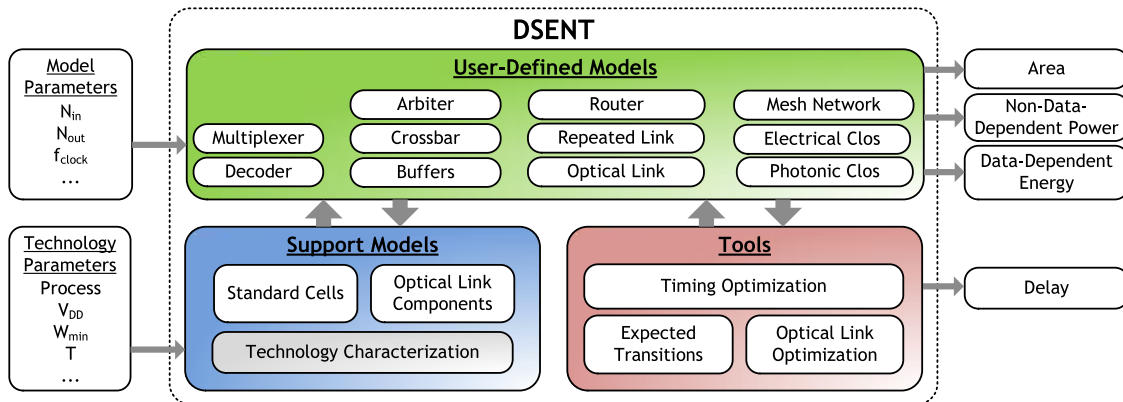 DSENT
Model
Parameters
N_in
N_out
f_clock
...
User-Defined Models
Multiplexer
Decoder
Arbiter
Crossbar
Buffers
Router
Repeated Link
Optical Link
Mesh Network
Electrical Clos
Photonic Clos
Area
Non-Data-
Dependent Power
Data-Dependent
Energy
Technology
Parameters
Process
V_DD
W_min
T
...
Support Models
Standard Cells
Optical Link
Components
Technology Characterization
Tools
Timing Optimization
Expected
Transitions
Optical Link
Optimization
Delay